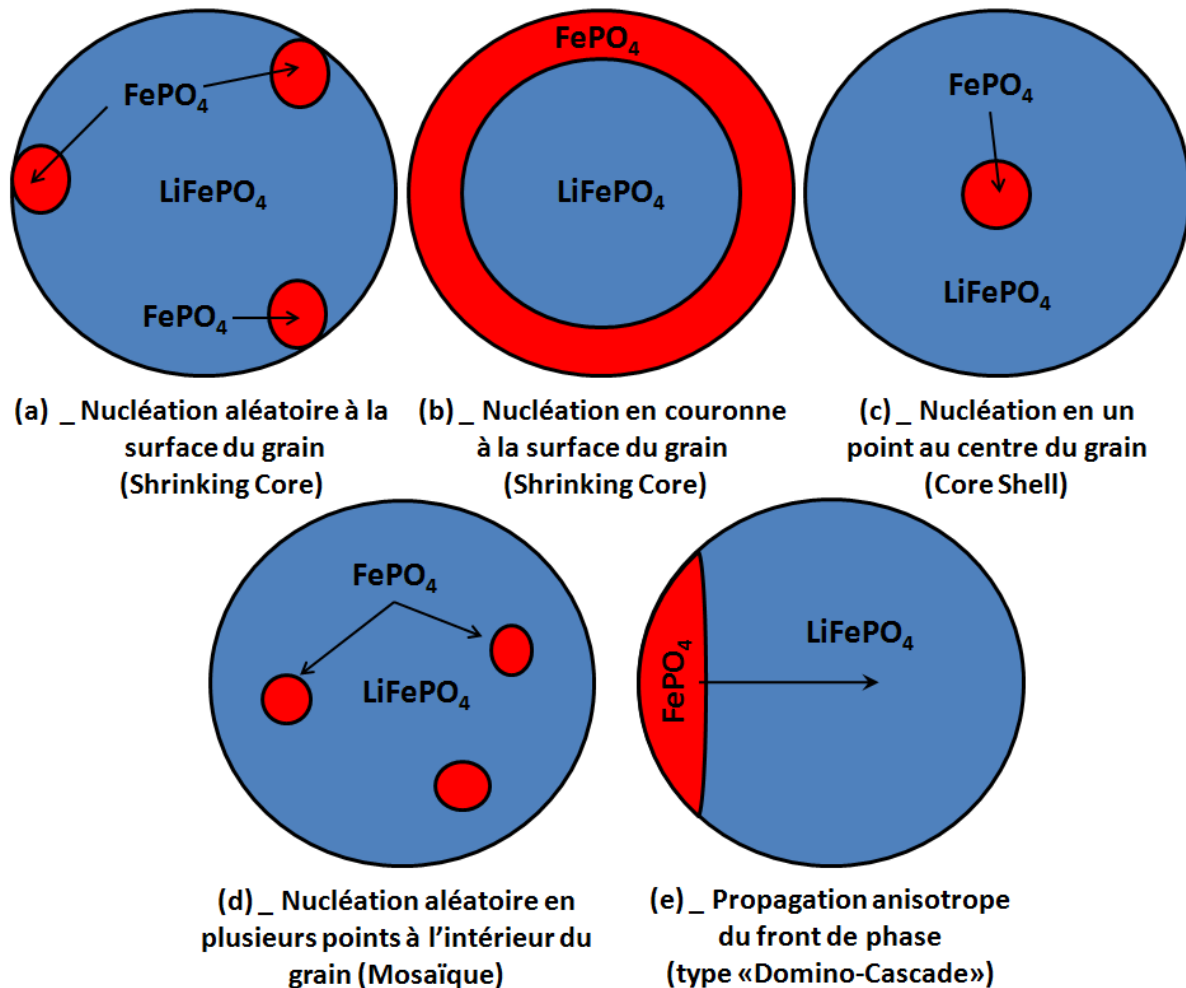 FePO₄
LiFePO₄
FePO₄
(a) _ Nucléation aléatoire à la
surface du grain
(Shrinking Core)
FePO₄
LiFePO₄
(b) _ Nucléation en couronne
à la surface du grain
(Shrinking Core)
FePO₄
LiFePO₄
(c) _ Nucléation en un
point au centre du grain
(Core Shell)
FePO₄
LiFePO₄
(d) _ Nucléation aléatoire en
plusieurs points à l’intérieur du
grain (Mosaïque)
FePO₄
LiFePO₄
(e) _ Propagation anisotrope
du front de phase
(type «Domino-Cascade»)